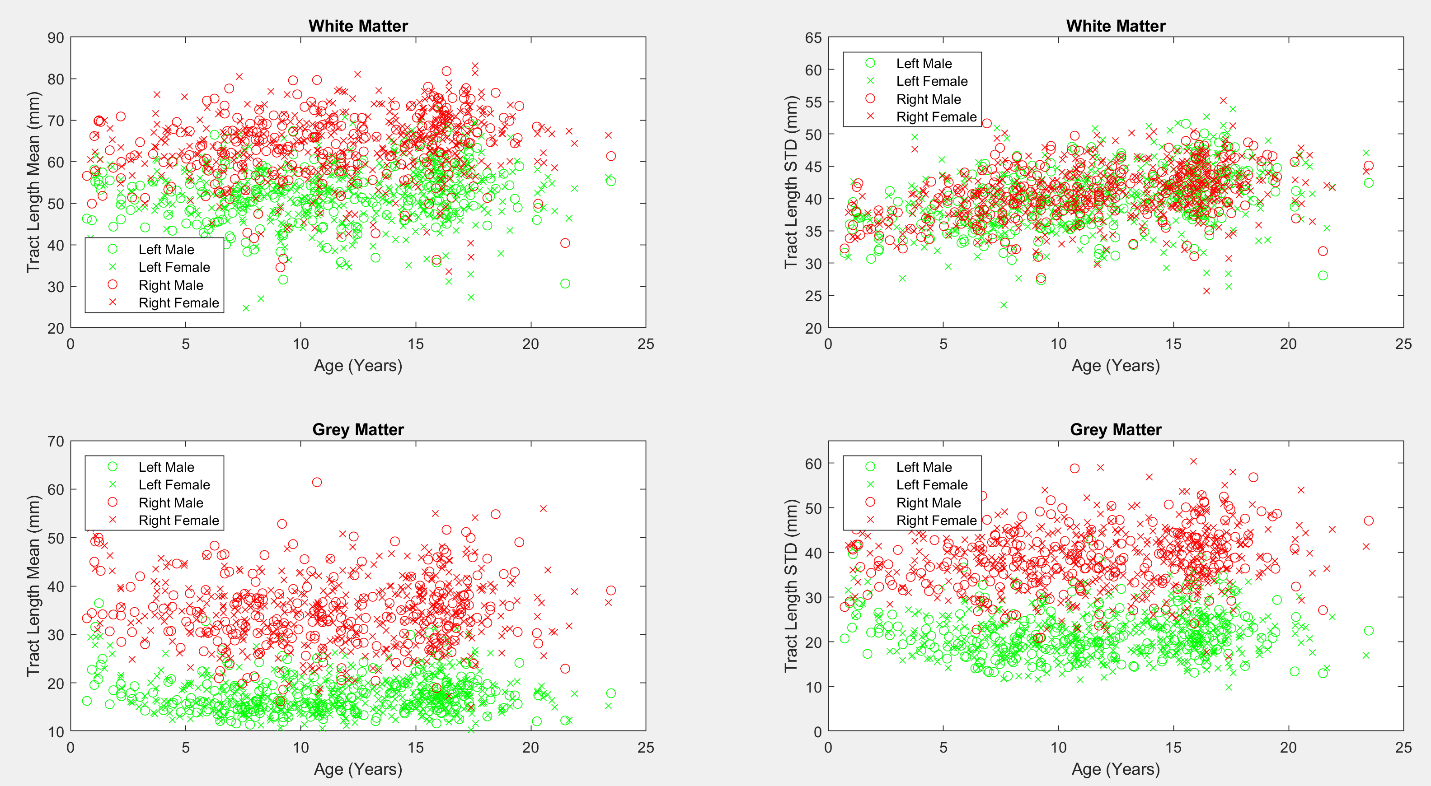 White Matter
90
80
70
60
50
40
30
20
Tract Length Mean (mm)
Left Male
Left Female
Right Male
Right Female
0 5 10 15 20 25
Age (Years)
White Matter
65
60
55
50
45
40
35
30
25
20
Tract Length STD (mm)
Left Male
Left Female
Right Male
Right Female
0 5 10 15 20 25
Age (Years)
Grey Matter
70
60
50
40
30
20
10
Tract Length Mean (mm)
Left Male
Left Female
Right Male
Right Female
0 5 10 15 20 25
Age (Years)
Grey Matter
60
50
40
30
20
10
0
Tract Length STD (mm)
Left Male
Left Female
Right Male
Right Female
0 5 10 15 20 25
Age (Years)